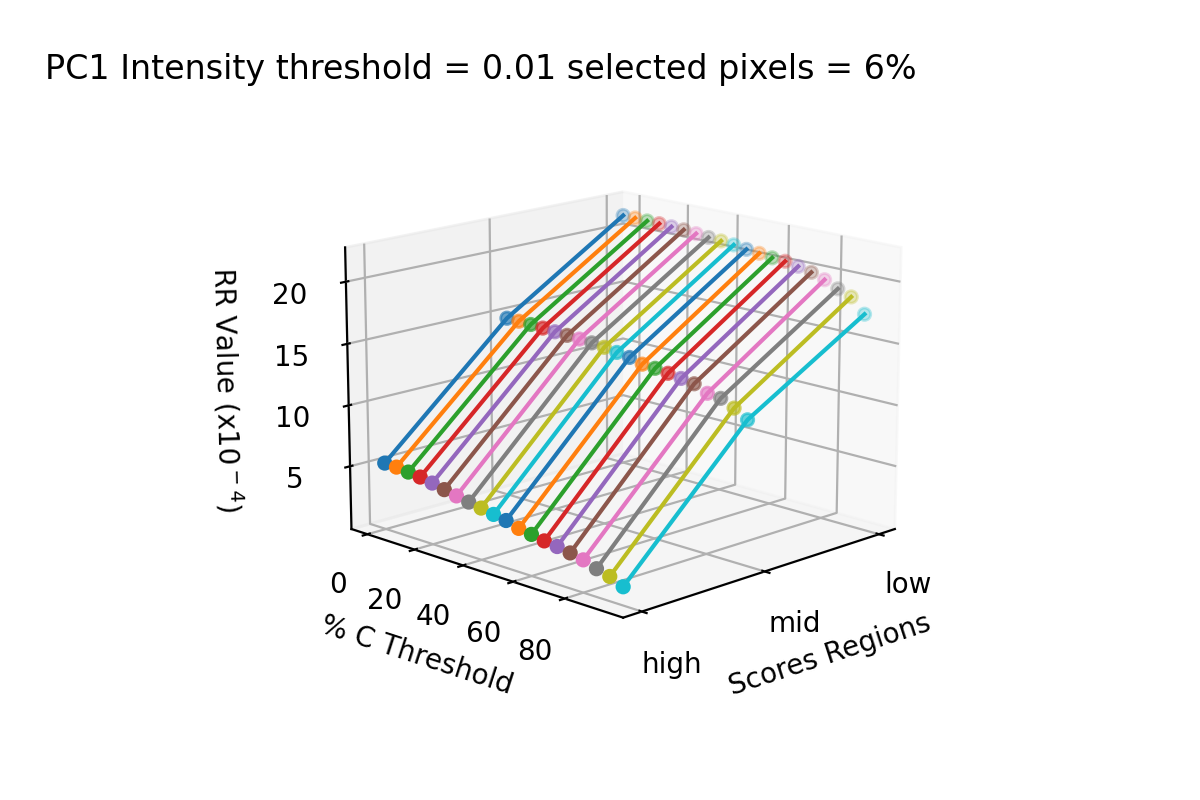 PC1 Intensity threshold = 0.01 selected pixels = 6%
RR Value (x10⁻⁴)
20
15
10
5
0
20
40
60
80
% C Threshold
high
mid
low
Scores Regions